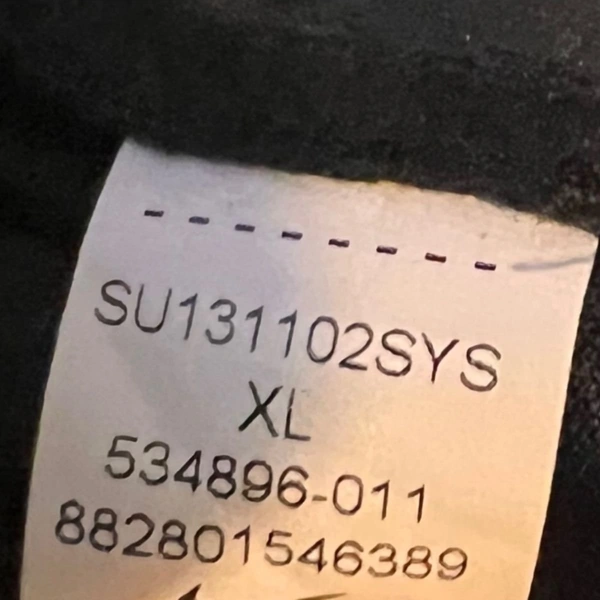 --------
SU131102SYS
XL
534896-011
882801546389